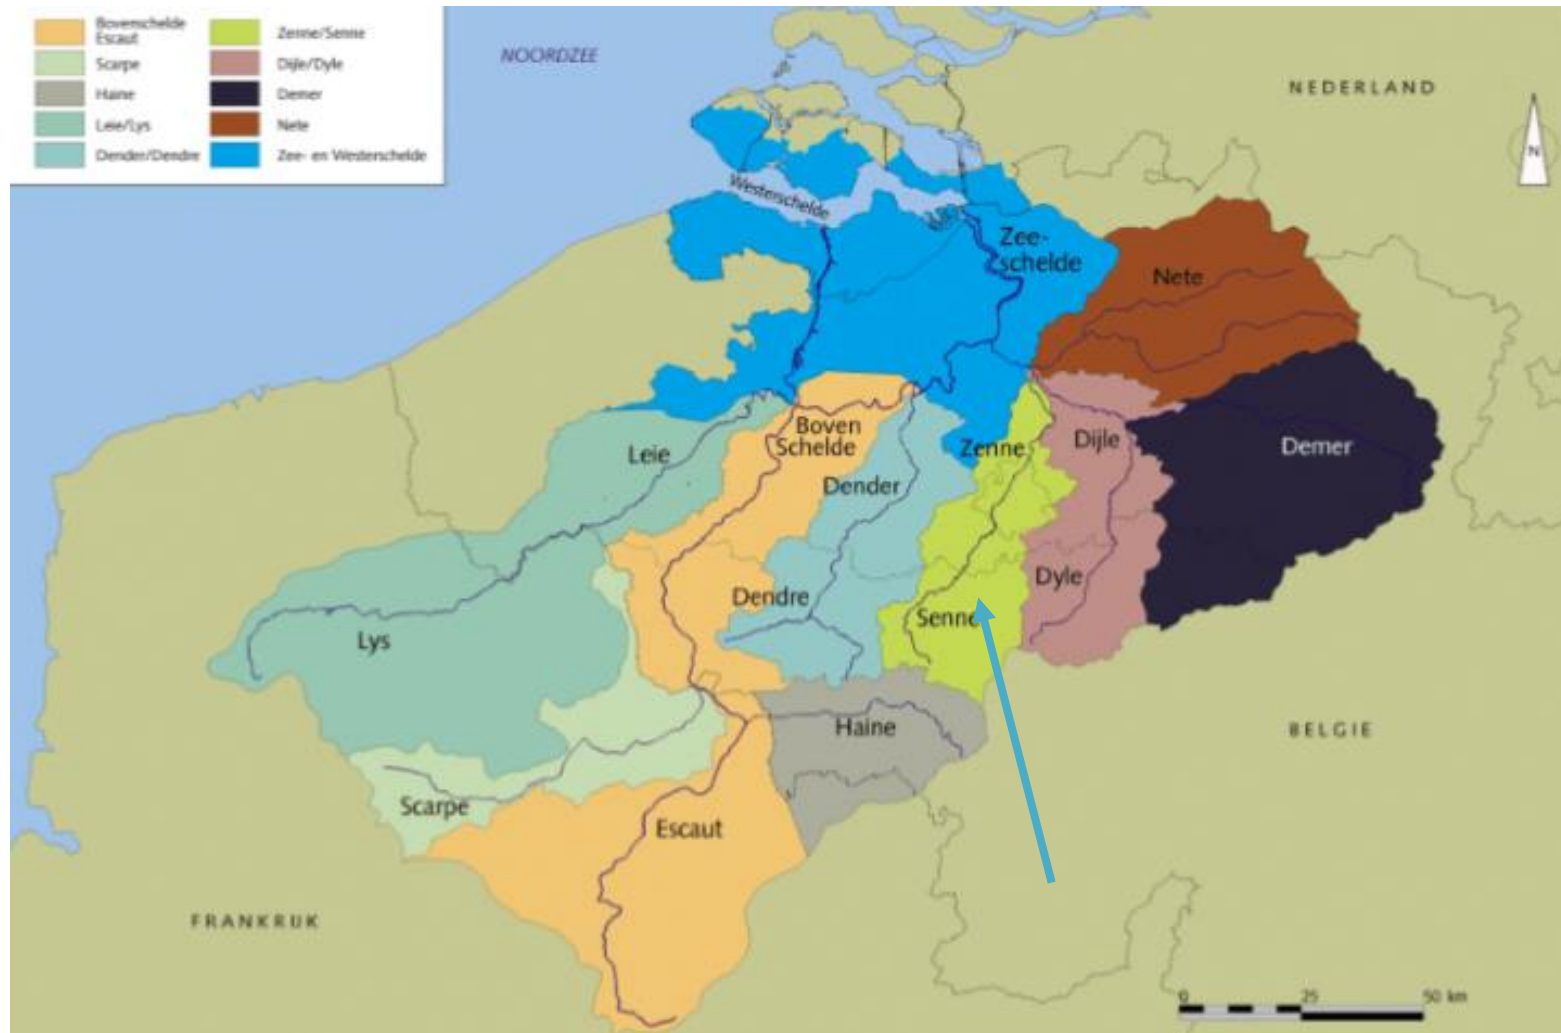 Bovenschelde
Escaut
Scarpe
Haine
Leie/Lys
Dender/Dendre
Zenne/Senne
Dijle/Dyle
Demer
Nete
Zee- en Westerschelde
NOORDZEE
NEDERLAND
N
Westerschelde
Zee-
schelde
Nete
Boven
Schelde
Leie
Zenne
Dijle
Demer
Dender
Dendre
Dyle
Senne
Lys
Haine
BELGIE
Scarpe
Escaut
FRANKRIJK
0 25 50 km